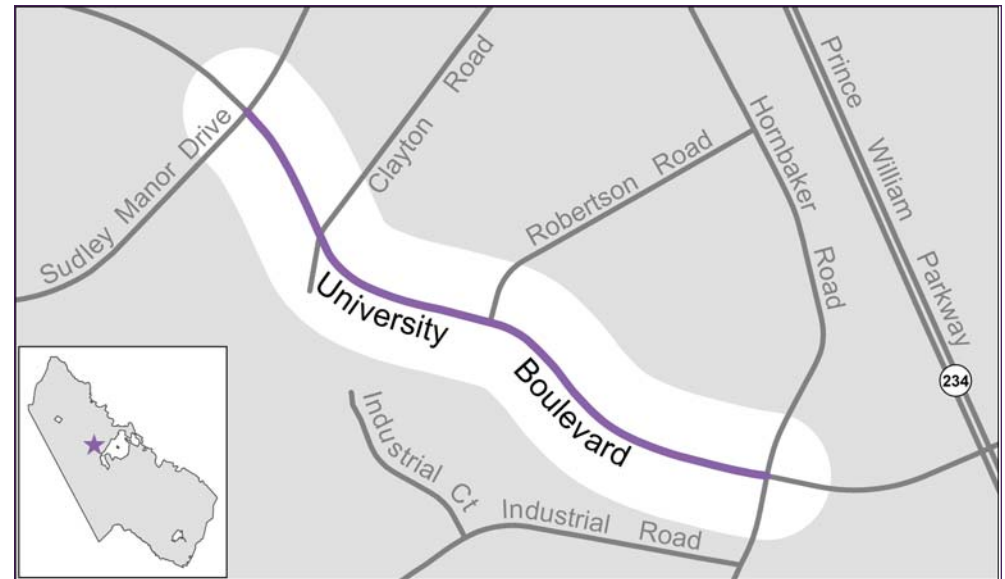 Sudley Manor Drive
Clayton Road
Robertson Road
Hornbaker Road
Prince William Parkway
234
University Boulevard
Industrial Ct
Industrial Road